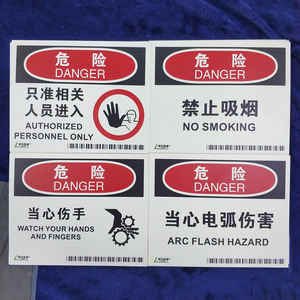 危险
DANGER
只准相关
人员进入
AUTHORIZED
PERSONNEL ONLY
危险
DANGER
禁止吸烟
NO SMOKING
危险
DANGER
当心伤手
WATCH YOUR HANDS
AND FINGERS
危险
DANGER
当心电弧伤害
ARC FLASH HAZARD